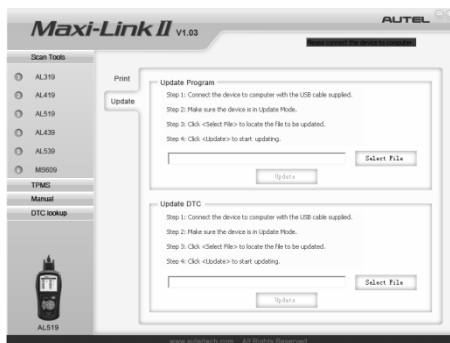 AUTEL
Maxi-Link II V1.03
Please connect the device to computer.
Scan Tools
AL319
AL419
AL519
AL439
AL539
MS609
TPMS
Manual
DTC lookup
AL519
Print
Update
Update Program
Step 1: Connect the device to computer with the USB cable supplied.
Step 2: Make sure the device is in Update Mode.
Step 3: Click <Select File> to locate the file to be updated.
Step 4: Click <Update> to start updating.
Select File
Update
Update DTC
Step 1: Connect the device to computer with the USB cable supplied.
Step 2: Make sure the device is in Update Mode.
Step 3: Click <Select File> to locate the file to be updated.
Step 4: Click <Update> to start updating.
Select File
Update
www.auteltech.com All Rights Reserved